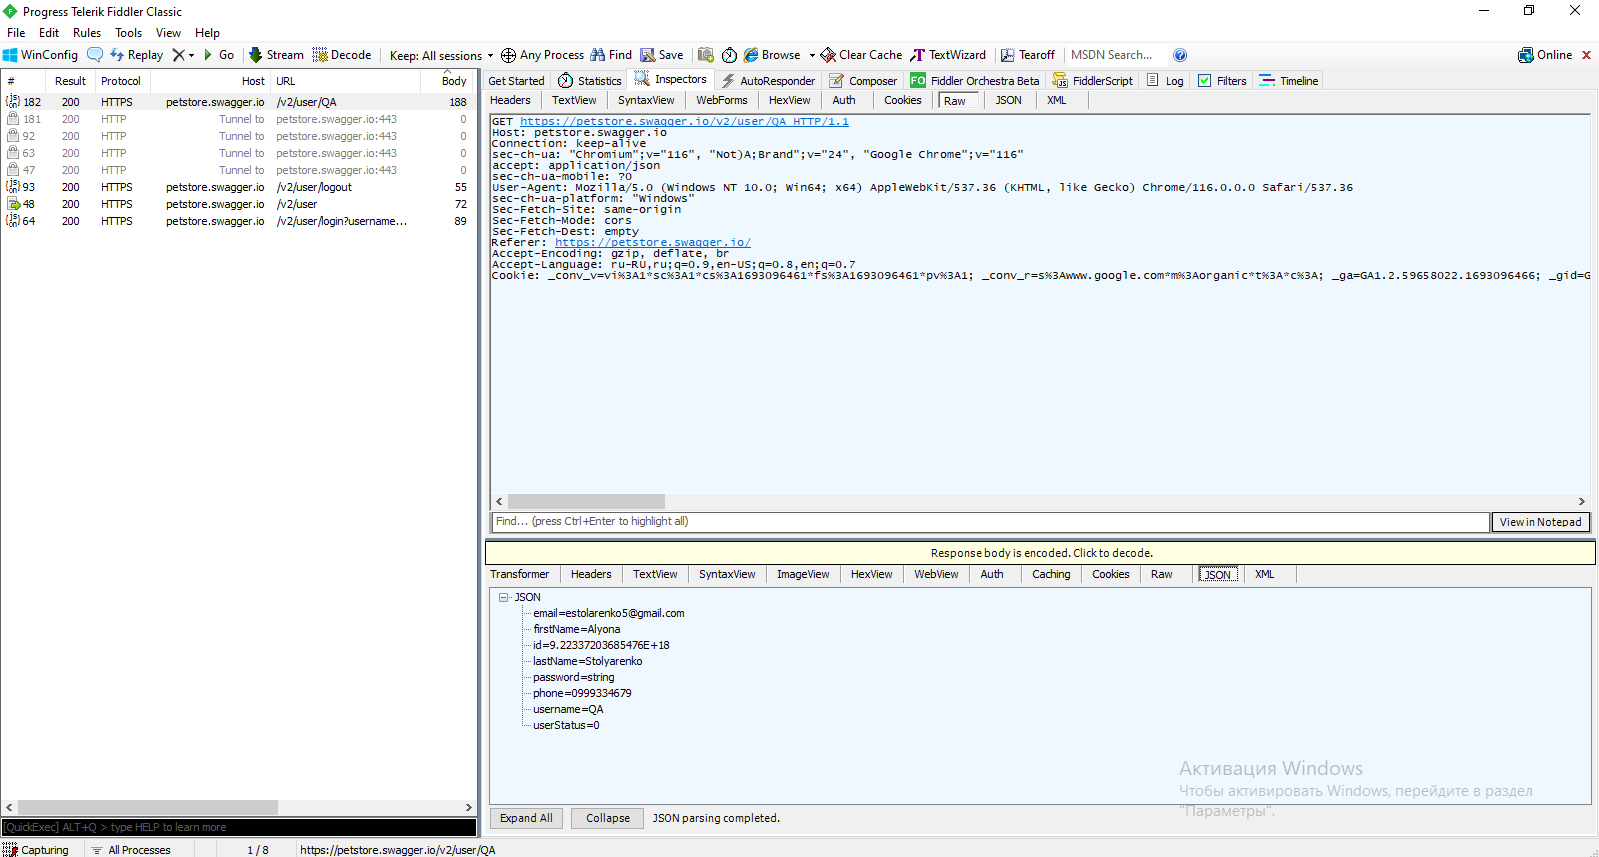 Progress Telerik Fiddler Classic
File Edit Rules Tools View Help
WinConfig Replay Go Stream Decode Keep: All sessions Any Process Find Save Browse Clear Cache TextWizard Tearoff MSDN Search... Online
# Result Protocol Host URL Body
182 200 HTTPS petstore.swagger.io /v2/user/QA 188
181 200 HTTP Tunnel to petstore.swagger.io:443 0
92 200 HTTP Tunnel to petstore.swagger.io:443 0
63 200 HTTP Tunnel to petstore.swagger.io:443 0
47 200 HTTP Tunnel to petstore.swagger.io:443 0
93 200 HTTPS petstore.swagger.io /v2/user/logout 55
48 200 HTTPS petstore.swagger.io /v2/user 72
64 200 HTTPS petstore.swagger.io /v2/user/login?username... 89
[QuickExec] ALT+Q > type HELP to learn more
Get Started Statistics Inspectors AutoResponder Composer FO Fiddler Orchestra Beta FiddlerScript Log Filters Timeline
Headers TextView SyntaxView WebForms HexView Auth Cookies Raw JSON XML
GET https://petstore.swagger.io/v2/user/QA HTTP/1.1
Host: petstore.swagger.io
Connection: keep-alive
sec-ch-ua: "Chromium";v="116", "Not)A;Brand";v="24", "Google Chrome";v="116"
accept: application/json
sec-ch-ua-mobile: ?0
User-Agent: Mozilla/5.0 (Windows NT 10.0; Win64; x64) AppleWebKit/537.36 (KHTML, like Gecko) Chrome/116.0.0.0 Safari/537.36
sec-ch-ua-platform: "Windows"
Sec-Fetch-Site: same-origin
Sec-Fetch-Mode: cors
Sec-Fetch-Dest: empty
Referer: https://petstore.swagger.io/
Accept-Encoding: gzip, deflate, br
Accept-Language: ru-RU,ru;q=0.9,en-US;q=0.8,en;q=0.7
Cookie: _conv_v=vi%3A1*sc%3A1*cs%3A1693096461*fs%3A1693096461*pv%3A1; _conv_r=s%3Awww.google.com*m%3Aorganic*t%3A*c%3A; _ga=GA1.2.59658022.1693096466; _gid=G
Find... (press Ctrl+Enter to highlight all) View in Notepad
Response body is encoded. Click to decode.
Transformer Headers TextView SyntaxView ImageView HexView WebView Auth Caching Cookies Raw JSON XML
JSON
email=estolarenko5@gmail.com
firstName=Alyona
id=9.22337203685476E+18
lastName=Stolyarenko
password=string
phone=0999334679
username=QA
userStatus=0
Активация Windows
Чтобы активировать Windows, перейдите в раздел
"Параметры".
Expand All Collapse JSON parsing completed.
Capturing All Processes 1 / 8 https://petstore.swagger.io/v2/user/QA